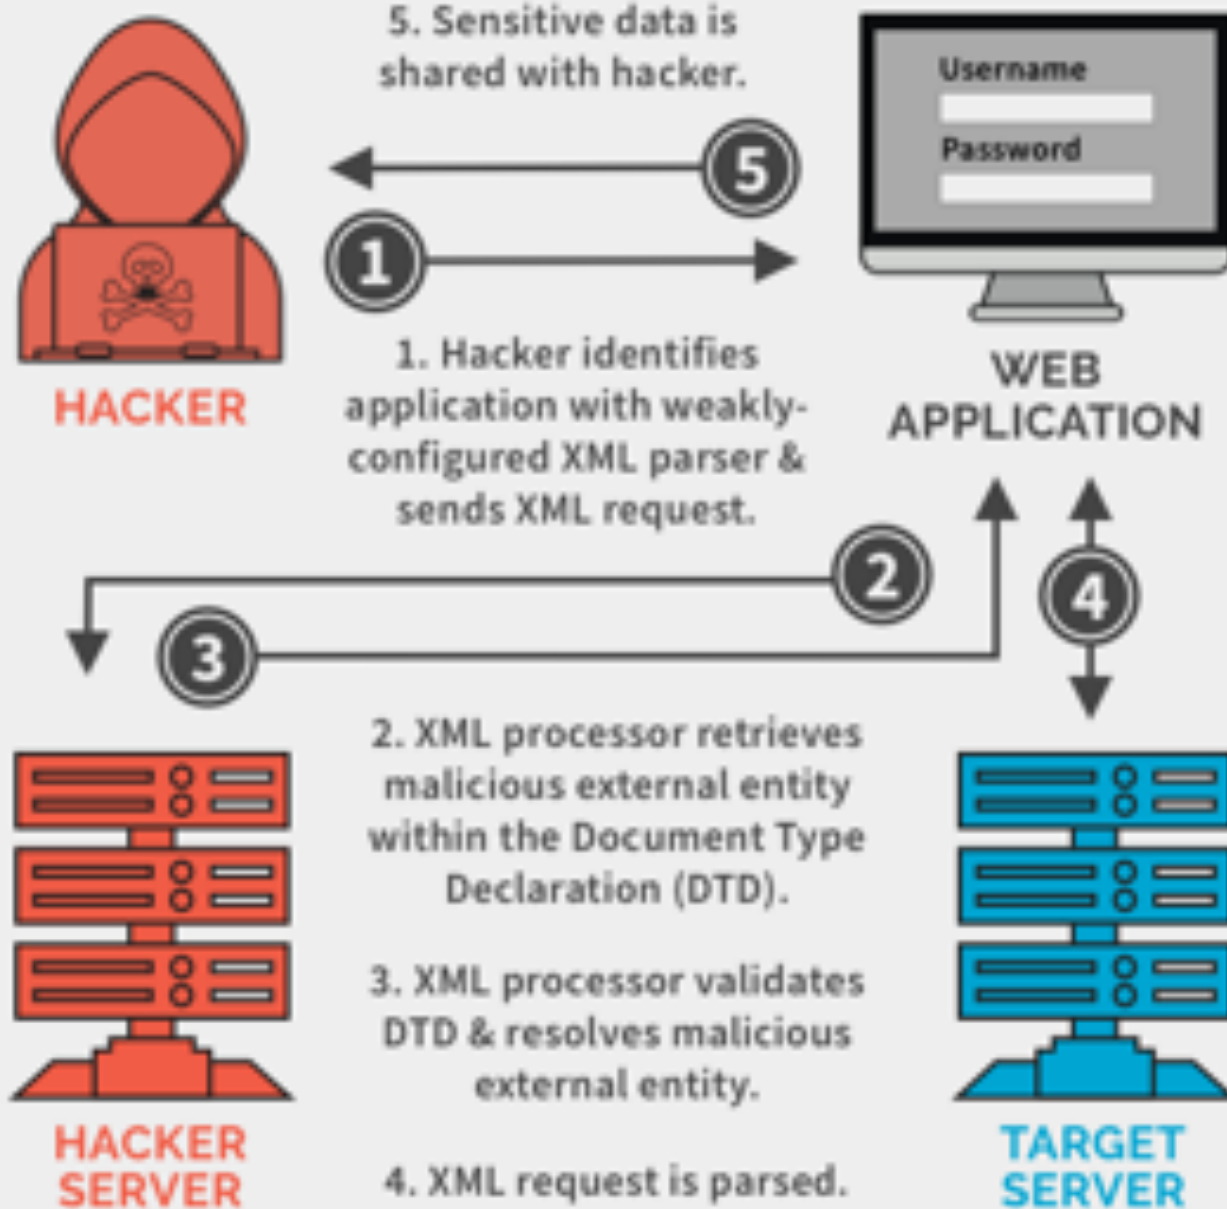 5. Sensitive data is
shared with hacker.
Username
Password
5
1
HACKER
1. Hacker identifies
application with weakly-
configured XML parser &
sends XML request.
WEB
APPLICATION
2
4
3
2. XML processor retrieves
malicious external entity
within the Document Type
Declaration (DTD).
3. XML processor validates
DTD & resolves malicious
external entity.
4. XML request is parsed.
HACKER
SERVER
TARGET
SERVER